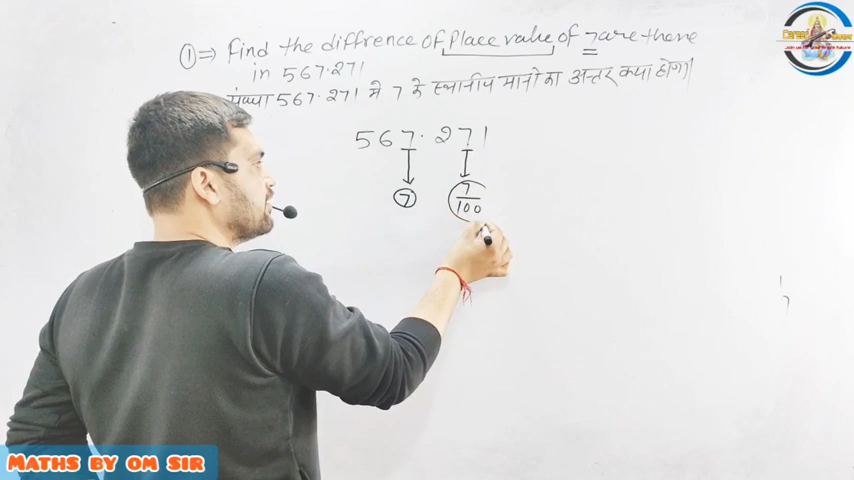 ①⇒ Find the diffrence of Place value of 7 are there
in 567.271
567.271 मे 7 के स्थानीय मानो का अन्तर क्या होगा।
567.271
7
7
100
MATHS BY OM SIR